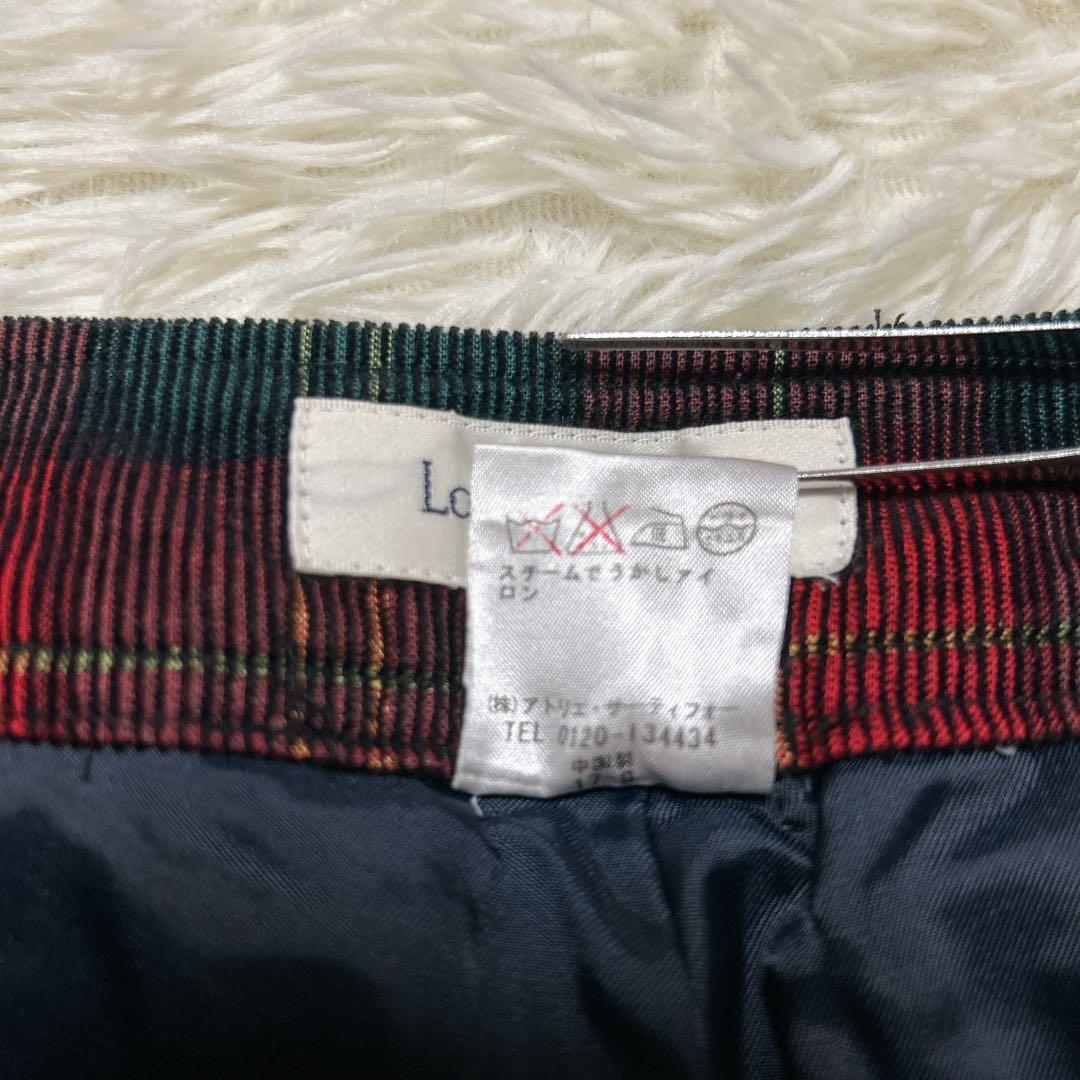 Lo
スチームでうかしアイ
ロン
(株)アトリエ・サーティフォー
TEL 0120-134434
中国製